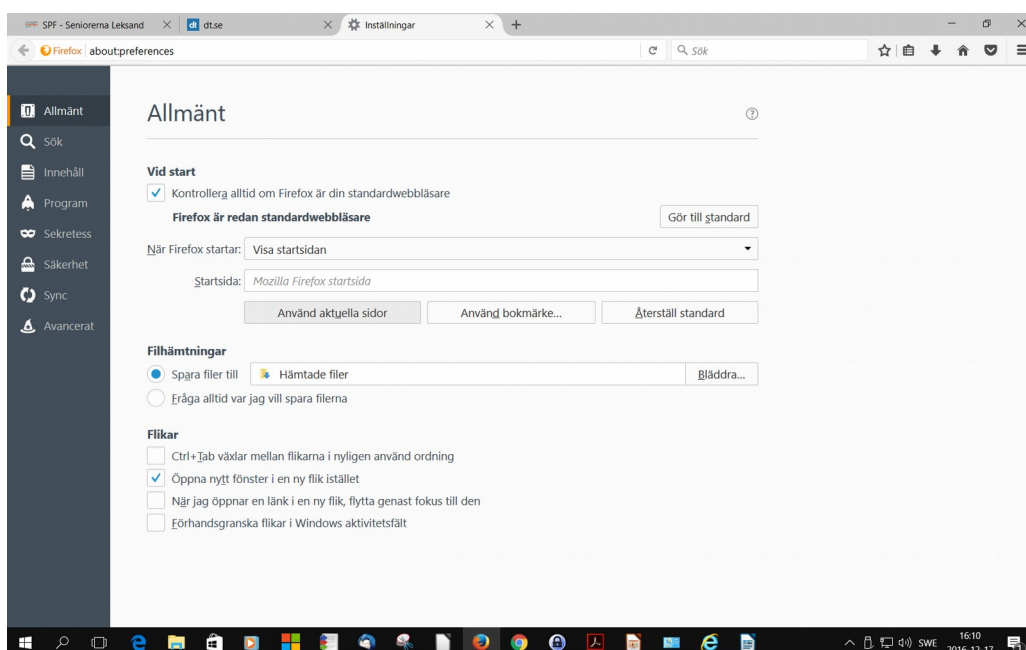 SPF SPF - Seniorerna Leksand dt dt.se Inställningar
Firefox about:preferences Sök
Allmänt
Sök
Innehåll
Program
Sekretess
Säkerhet
Sync
Avancerat
Allmänt
Vid start
Kontrollera alltid om Firefox är din standardwebbläsare
Firefox är redan standardwebbläsare Gör till standard
När Firefox startar: Visa startsidan
Startsida: Mozilla Firefox startsida
Använd aktuella sidor Använd bokmärke... Återställ standard
Filhämtningar
Spara filer till Hämtade filer Bläddra...
Fråga alltid var jag vill spara filerna
Flikar
Ctrl+Tab växlar mellan flikarna i nyligen använd ordning
Öppna nytt fönster i en ny flik istället
När jag öppnar en länk i en ny flik, flytta genast fokus till den
Förhandsgranska flikar i Windows aktivitetsfält
SWE 16:10
2016-12-17